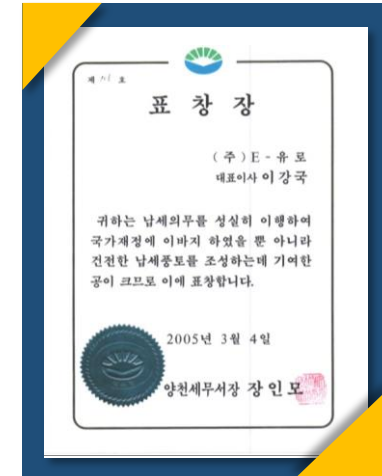 제 호
표 창 장
(주)E-유로
대표이사 이강국
귀하는 납세의무를 성실히 이행하여
국가재정에 이바지 하였을 뿐 아니라
건전한 납세풍토를 조성하는데 기여한
공이 크므로 이에 표창합니다.
2005년 3월 4일
양천세무서장 장인모